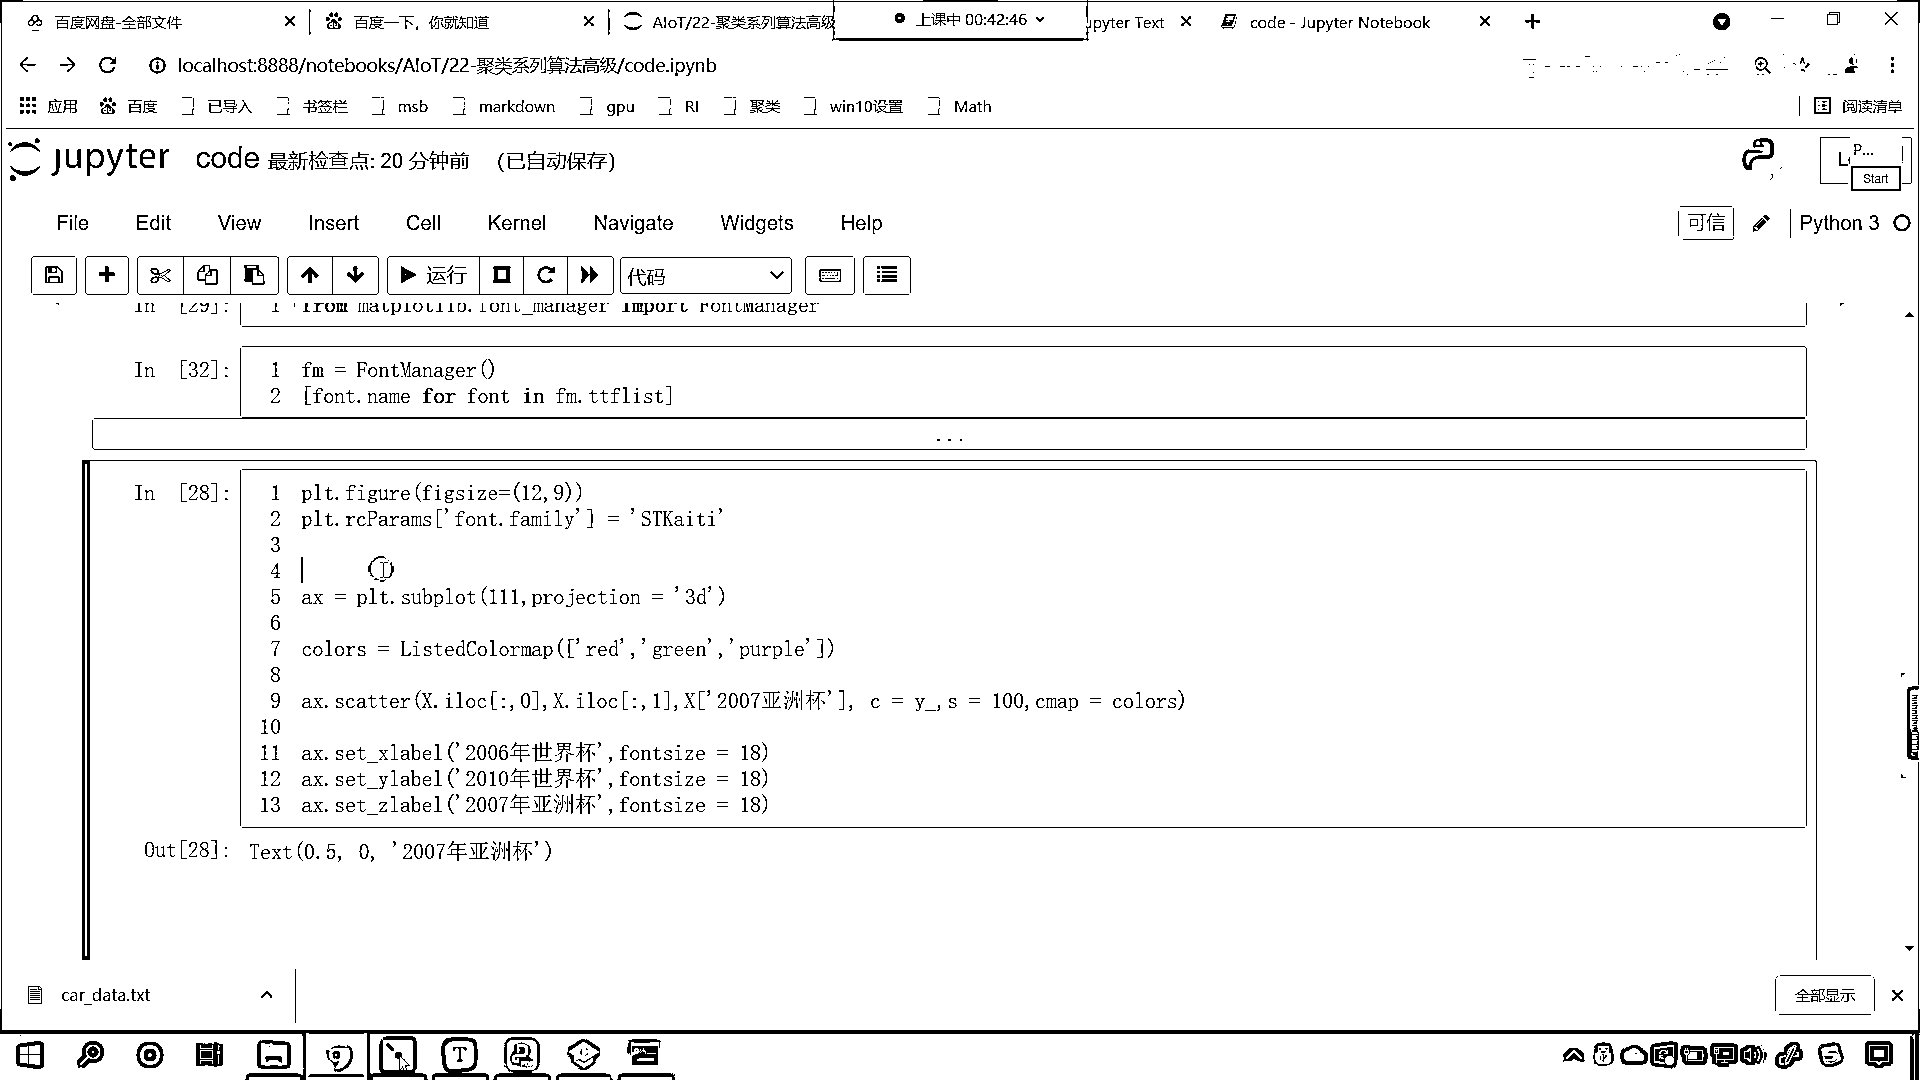 百度网盘-全部文件
百度一下，你就知道
AIoT/22-聚类系列算法高级
上课中 00:42:46
upyter Text
code - Jupyter Notebook
localhost:8888/notebooks/AIoT/22-聚类系列算法高级/code.ipynb
应用
百度
已导入
书签栏
msb
markdown
gpu
RI
聚类
win10设置
Math
阅读清单
jupyter code 最新检查点: 20 分钟前 (已自动保存)
P...
Start
File Edit View Insert Cell Kernel Navigate Widgets Help
可信
Python 3
运行
代码
In [29]: 1 from matplotlib.font_manager import FontManager
In [32]: 1 fm = FontManager()
2 [font.name for font in fm.ttflist]
...
In [28]: 1 plt.figure(figsize=(12,9))
2 plt.rcParams['font.family'] = 'STKaiti'
3
4
5 ax = plt.subplot(111,projection = '3d')
6
7 colors = ListedColormap(['red','green','purple'])
8
9 ax.scatter(X.iloc[:,0],X.iloc[:,1],X['2007亚洲杯'], c = y_,s = 100,cmap = colors)
10
11 ax.set_xlabel('2006年世界杯',fontsize = 18)
12 ax.set_ylabel('2010年世界杯',fontsize = 18)
13 ax.set_zlabel('2007年亚洲杯',fontsize = 18)
Out[28]: Text(0.5, 0, '2007年亚洲杯')
car_data.txt
全部显示